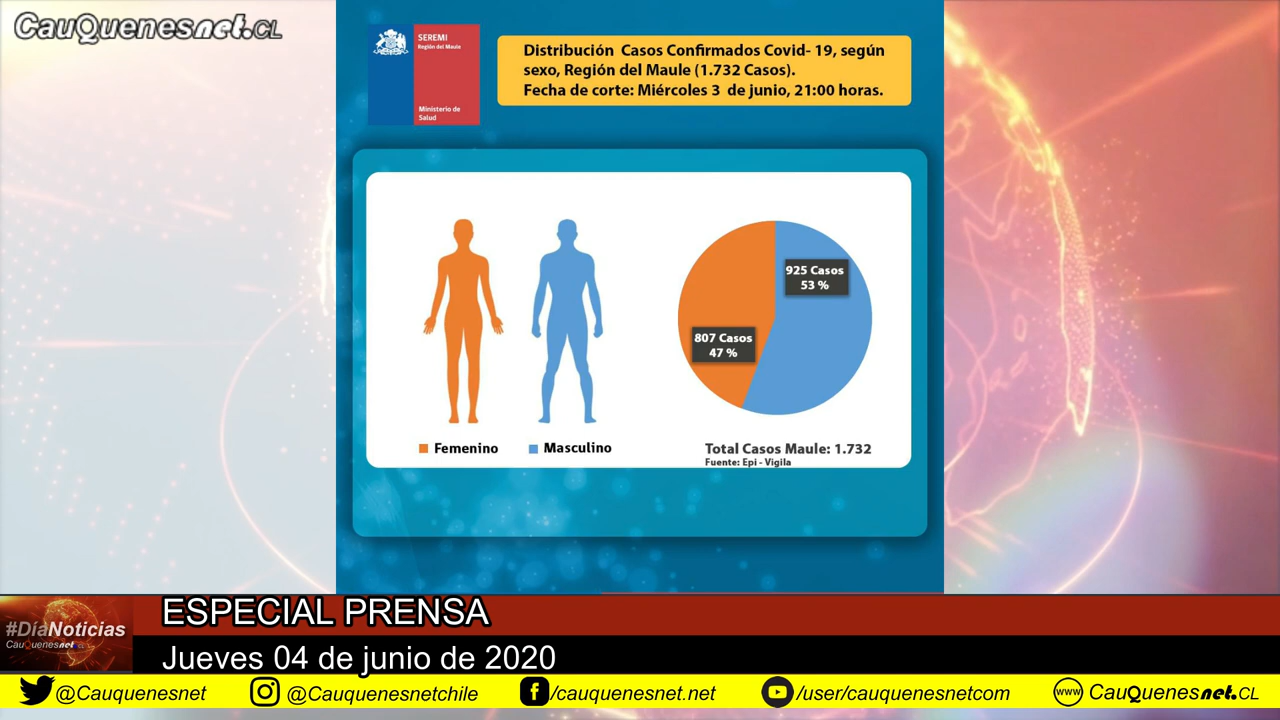 CauQuenesnet.CL
SEREMI
Región del Maule
Ministerio de
Salud
Distribución Casos Confirmados Covid- 19, según
sexo, Región del Maule (1.732 Casos).
Fecha de corte: Miércoles 3 de junio, 21:00 horas.
925 Casos
53 %
807 Casos
47 %
Femenino
Masculino
Total Casos Maule: 1.732
Fuente: Epi - Vigila
#DíaNoticias
CauQuenesnet.CL
ESPECIAL PRENSA
Jueves 04 de junio de 2020
@Cauquenesnet
@Cauquenesnetchile
/cauquenes.net
/user/cauquenesnetcom
www
CauQuenesnet.CL